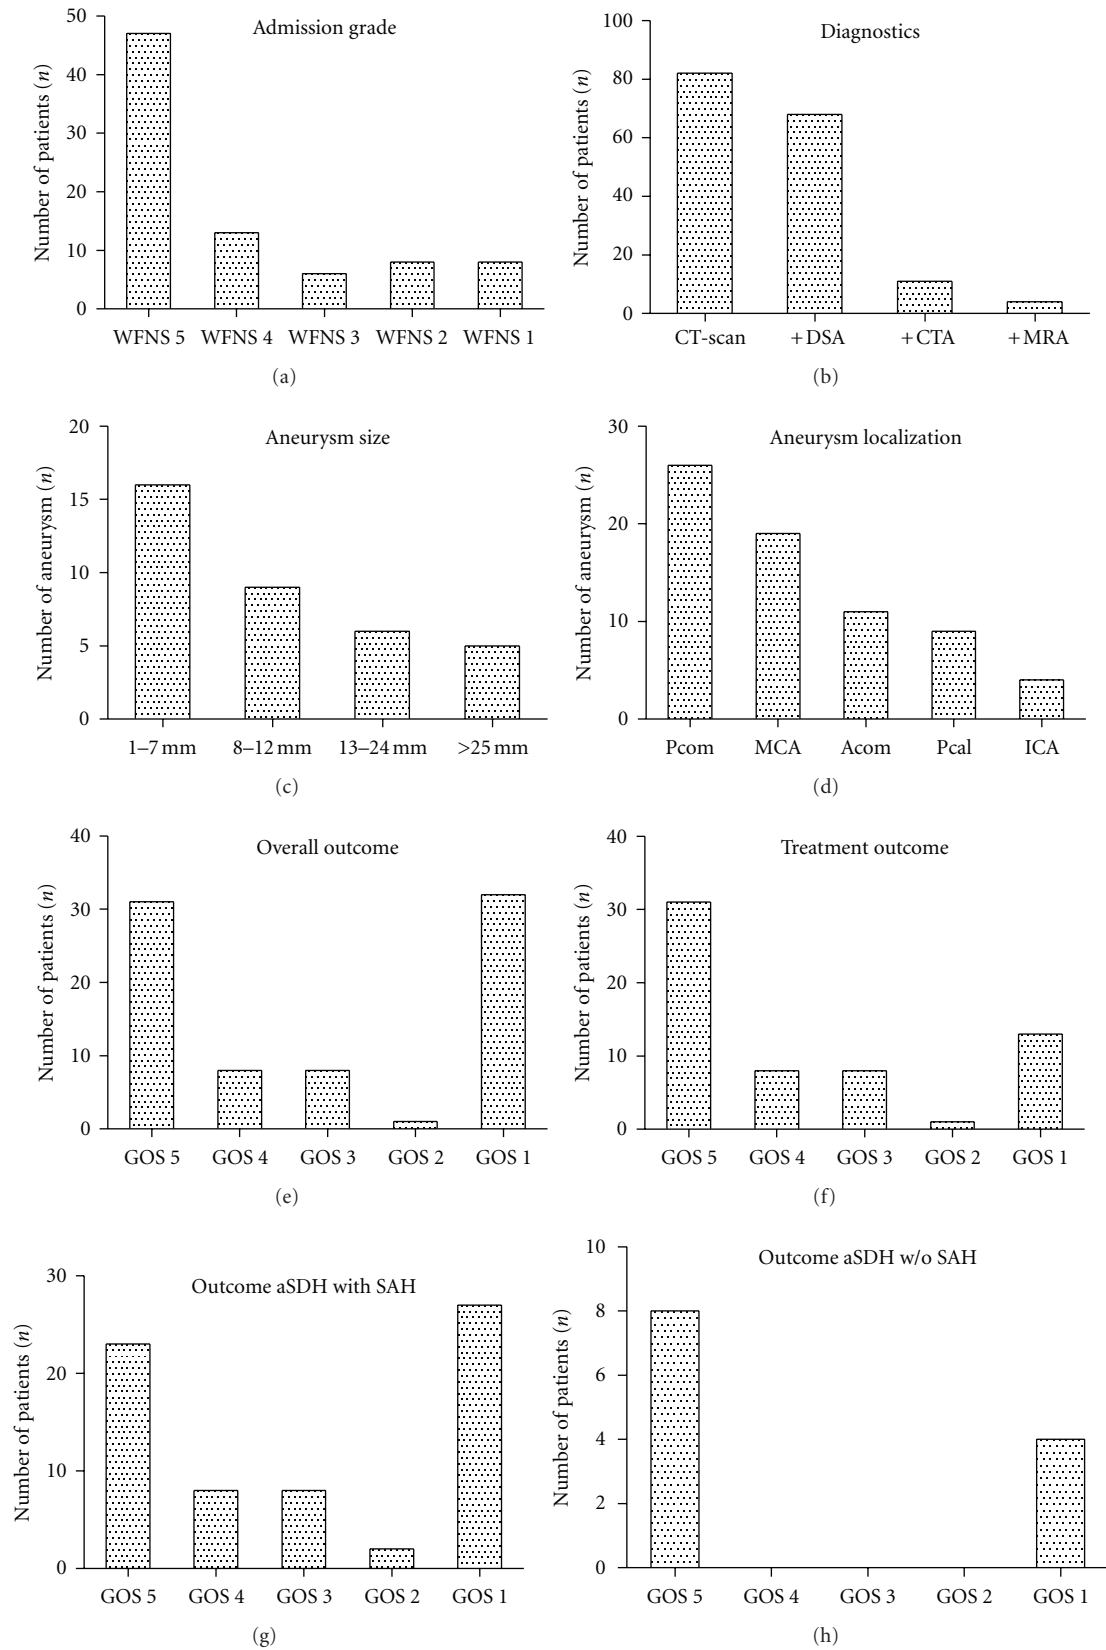 Admission grade
Number of patients (n)
50
40
30
20
10
0
WFNS 5 WFNS 4 WFNS 3 WFNS 2 WFNS 1
(a)
Diagnostics
Number of patients (n)
100
80
60
40
20
0
CT-scan +DSA +CTA +MRA
(b)
Aneurysm size
Number of aneurysm (n)
20
15
10
5
0
1–7 mm 8–12 mm 13–24 mm >25 mm
(c)
Aneurysm localization
Number of aneurysm (n)
30
20
10
0
Pcom MCA Acom Pcal ICA
(d)
Overall outcome
Number of patients (n)
40
30
20
10
0
GOS 5 GOS 4 GOS 3 GOS 2 GOS 1
(e)
Treatment outcome
Number of patients (n)
40
30
20
10
0
GOS 5 GOS 4 GOS 3 GOS 2 GOS 1
(f)
Outcome aSDH with SAH
Number of patients (n)
30
20
10
0
GOS 5 GOS 4 GOS 3 GOS 2 GOS 1
(g)
Outcome aSDH w/o SAH
Number of patients (n)
10
8
6
4
2
0
GOS 5 GOS 4 GOS 3 GOS 2 GOS 1
(h)